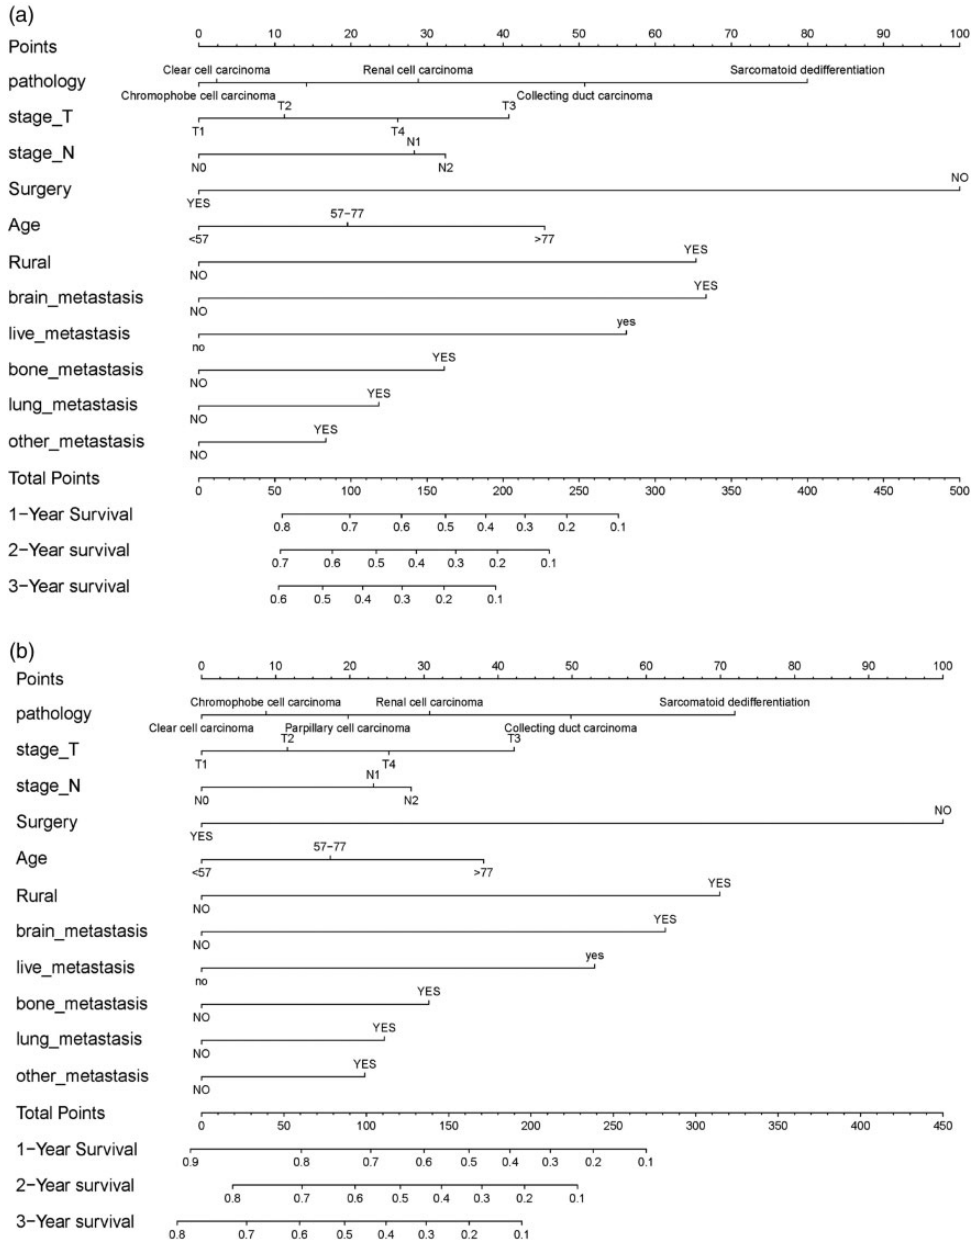 (a)
Points 0 10 20 30 40 50 60 70 80 90 100
Clear cell carcinoma Renal cell carcinoma Sarcomatoid dedifferentiation
pathology
Chromophobe cell carcinoma Collecting duct carcinoma
T2 T3
stage_T
T1 T4
N1
stage_N
N0 N2
NO
Surgery
YES
57−77
Age
<57 >77
YES
Rural
NO
YES
brain_metastasis
NO
yes
live_metastasis
no
YES
bone_metastasis
NO
YES
lung_metastasis
NO
YES
other_metastasis
NO
Total Points
0 50 100 150 200 250 300 350 400 450 500
1−Year Survival
0.8 0.7 0.6 0.5 0.4 0.3 0.2 0.1
2−Year survival
0.7 0.6 0.5 0.4 0.3 0.2 0.1
3−Year survival
0.6 0.5 0.4 0.3 0.2 0.1
(b)
0 10 20 30 40 50 60 70 80 90 100
Points
Chromophobe cell carcinoma Renal cell carcinoma Sarcomatoid dedifferentiation
pathology
Clear cell carcinoma Parpillary cell carcinoma Collecting duct carcinoma
T2 T3
stage_T
T1 T4
N1
stage_N
N0 N2
NO
Surgery
YES
57−77
Age
<57 >77
YES
Rural
NO
YES
brain_metastasis
NO
yes
live_metastasis
no
YES
bone_metastasis
NO
YES
lung_metastasis
NO
YES
other_metastasis
NO
Total Points
0 50 100 150 200 250 300 350 400 450
1−Year Survival
0.9 0.8 0.7 0.6 0.5 0.4 0.3 0.2 0.1
2−Year survival
0.8 0.7 0.6 0.5 0.4 0.3 0.2 0.1
3−Year survival
0.8 0.7 0.6 0.5 0.4 0.3 0.2 0.1